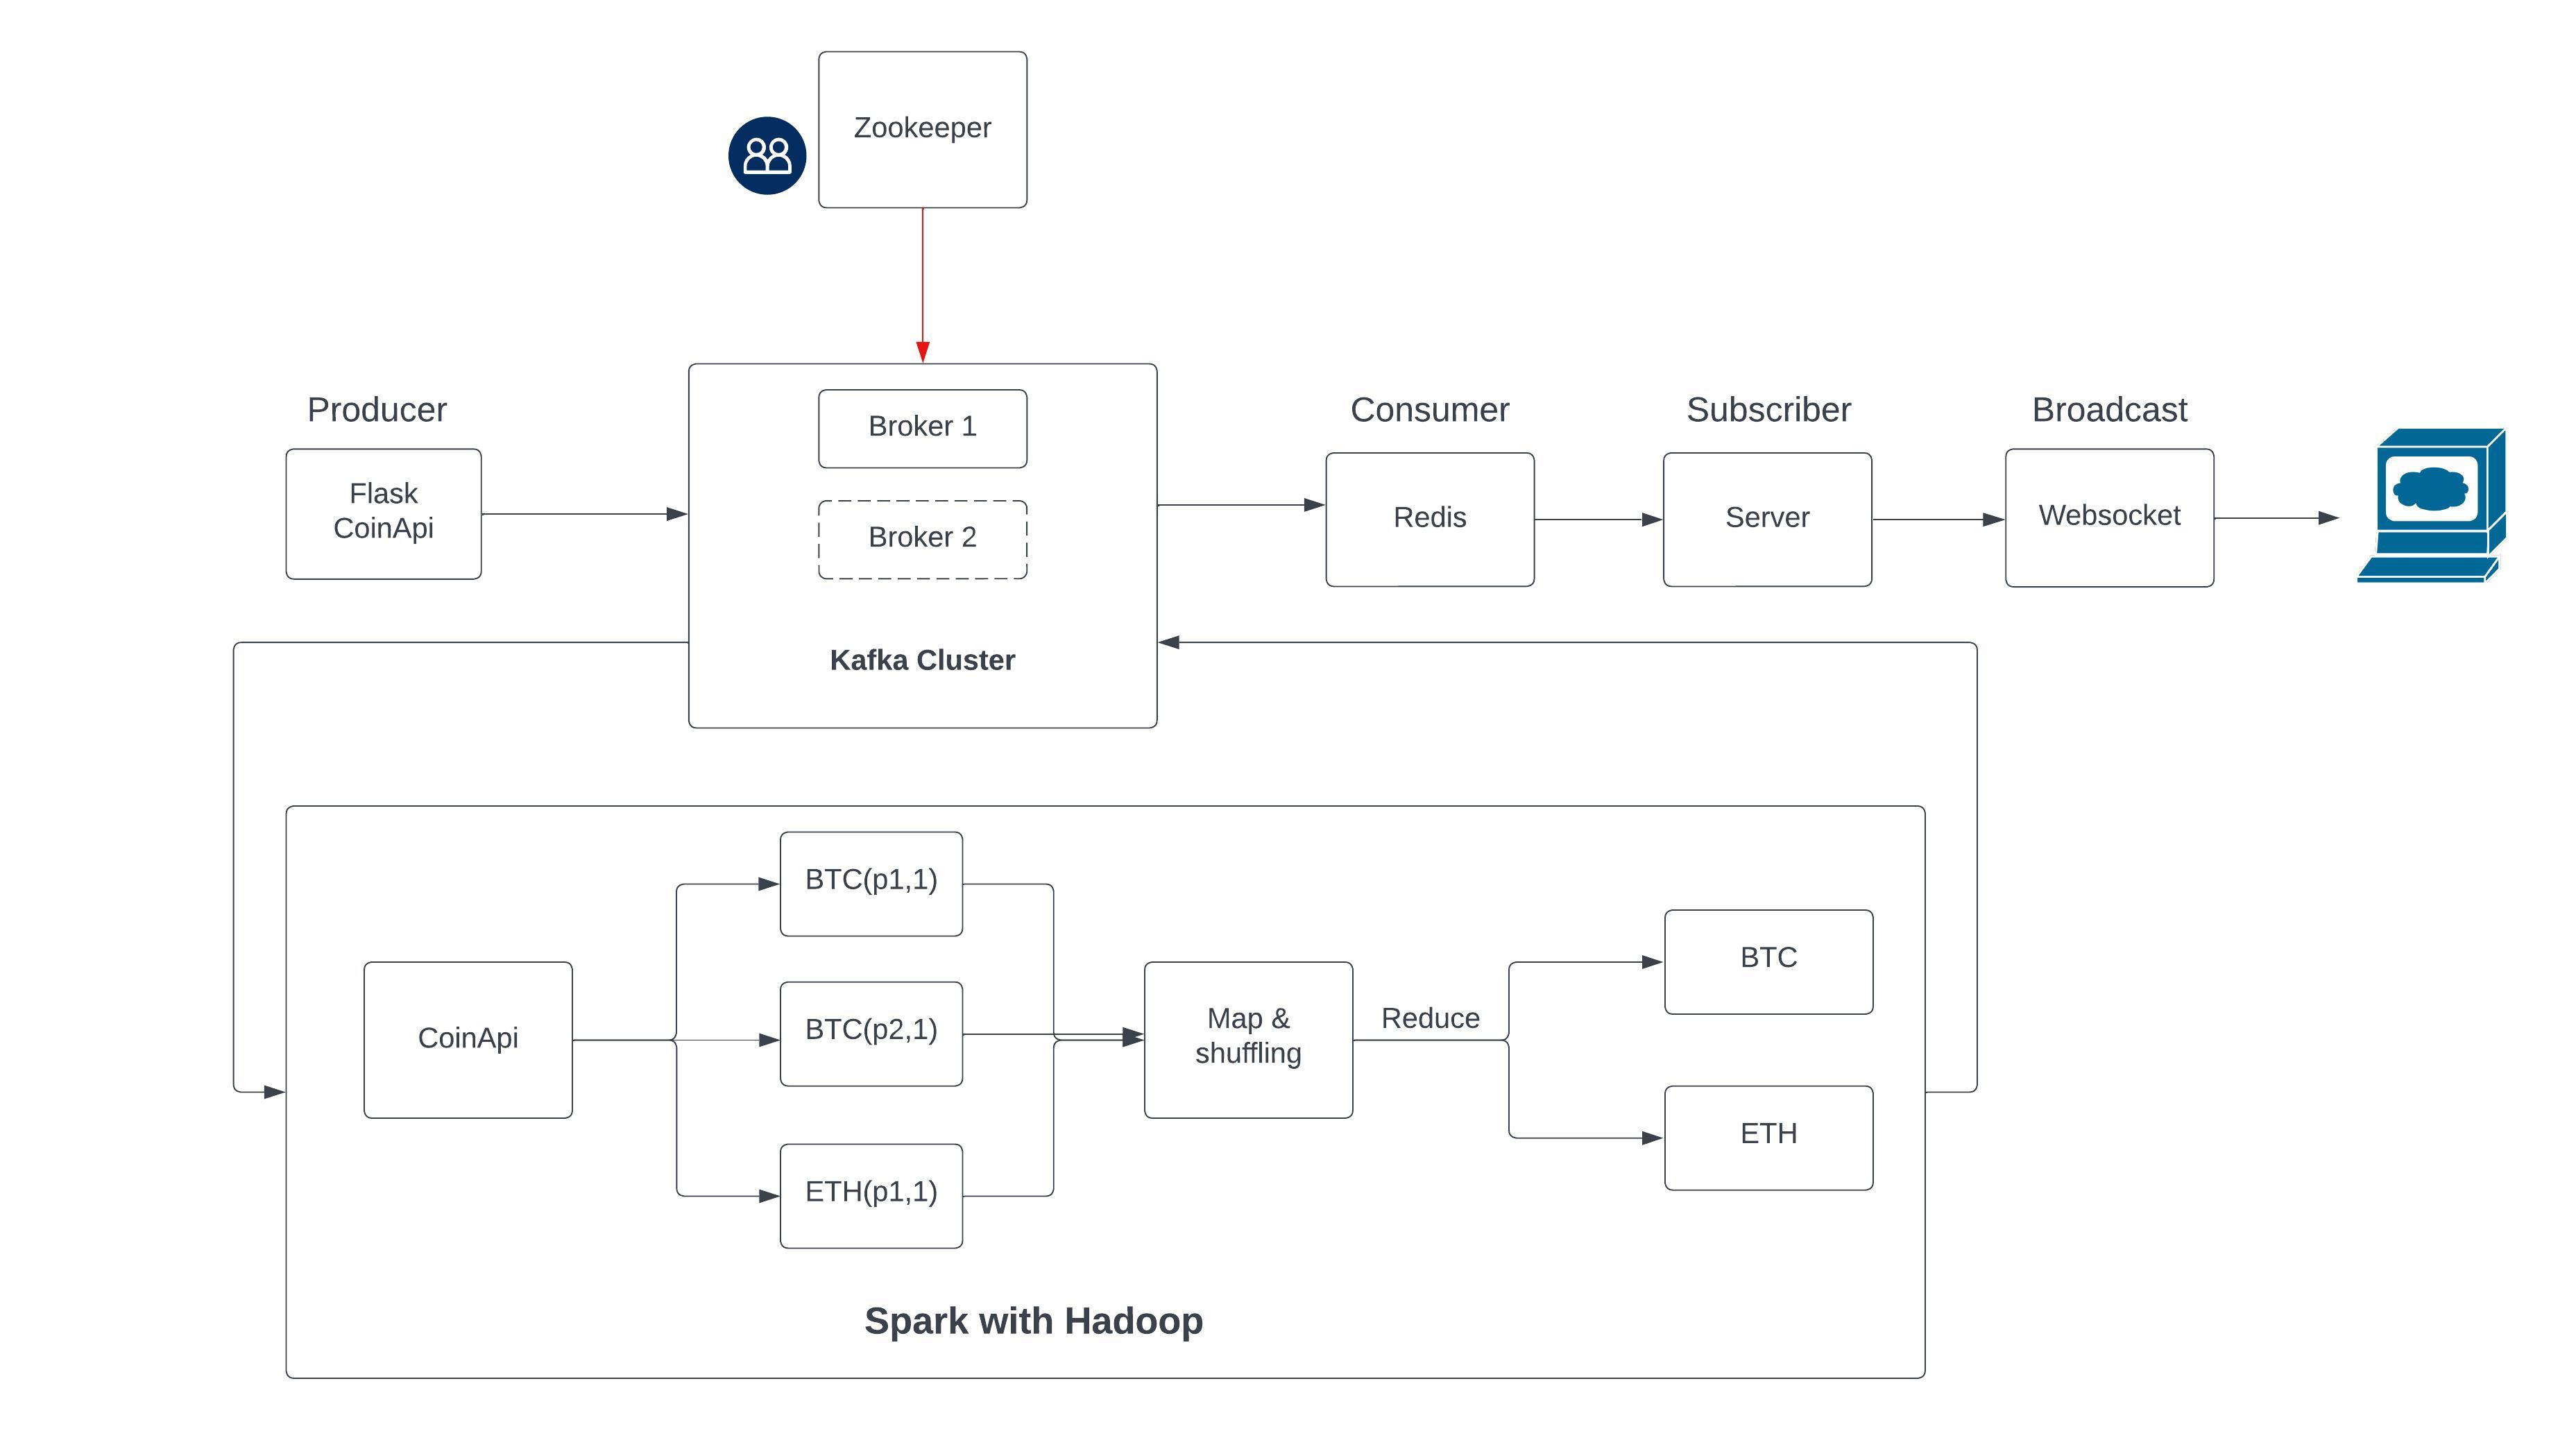 Zookeeper
Producer
Flask
CoinApi
Broker 1
Broker 2
Kafka Cluster
Consumer
Redis
Subscriber
Server
Broadcast
Websocket
CoinApi
BTC(p1,1)
BTC(p2,1)
ETH(p1,1)
Map &
shuffling
Reduce
BTC
ETH
Spark with Hadoop